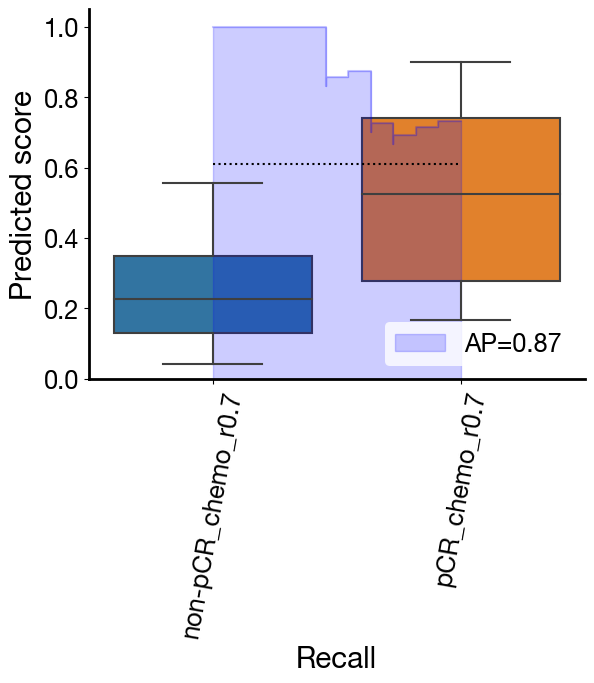 Predicted score
1.0
0.8
0.6
0.4
0.2
0.0
AP=0.87
non-pCR_chemo_r0.7
pCR_chemo_r0.7
Recall